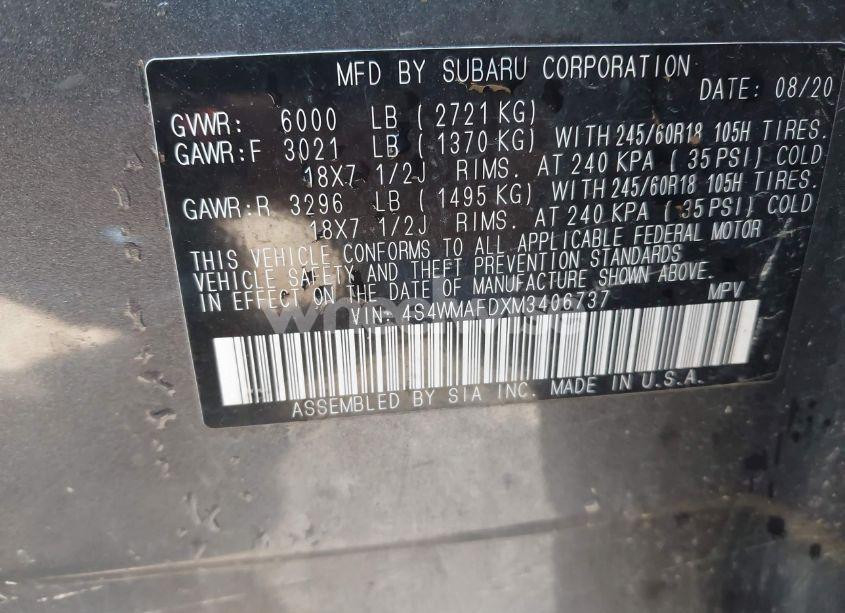 MFD BY SUBARU CORPORATION
DATE: 08/20
GVWR: 6000 LB (2721 KG)
GAWR:F 3021 LB (1370 KG) WITH 245/60R18 105H TIRES.
18X7 1/2J RIMS. AT 240 KPA (35 PSI) COLD
GAWR:R 3296 LB (1495 KG) WITH 245/60R18 105H TIRES.
18X7 1/2J RIMS. AT 240 KPA (35 PSI) COLD
THIS VEHICLE CONFORMS TO ALL APPLICABLE FEDERAL MOTOR
VEHICLE SAFETY AND THEFT PREVENTION STANDARDS
IN EFFECT ON THE DATE OF MANUFACTURE SHOWN ABOVE.
VIN: 4S4WMAFDXM3406737 MPV
ASSEMBLED BY SIA INC. MADE IN U.S.A.